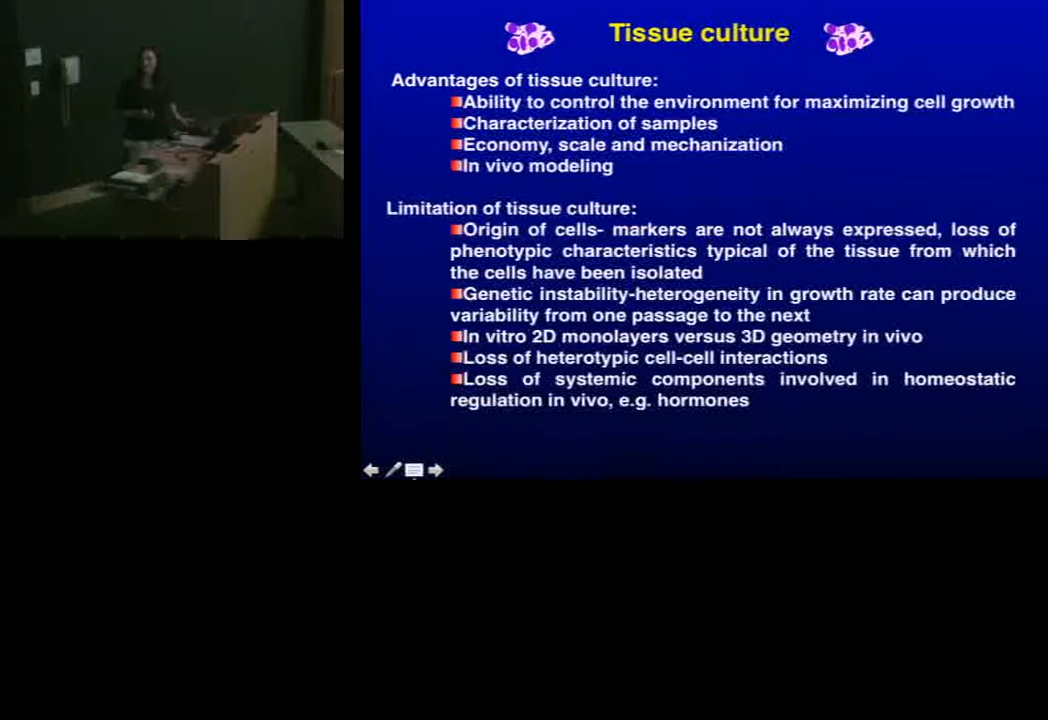 Tissue culture
Advantages of tissue culture:
Ability to control the environment for maximizing cell growth
Characterization of samples
Economy, scale and mechanization
In vivo modeling
Limitation of tissue culture:
Origin of cells- markers are not always expressed, loss of
phenotypic characteristics typical of the tissue from which
the cells have been isolated
Genetic instability-heterogeneity in growth rate can produce
variability from one passage to the next
In vitro 2D monolayers versus 3D geometry in vivo
Loss of heterotypic cell-cell interactions
Loss of systemic components involved in homeostatic
regulation in vivo, e.g. hormones